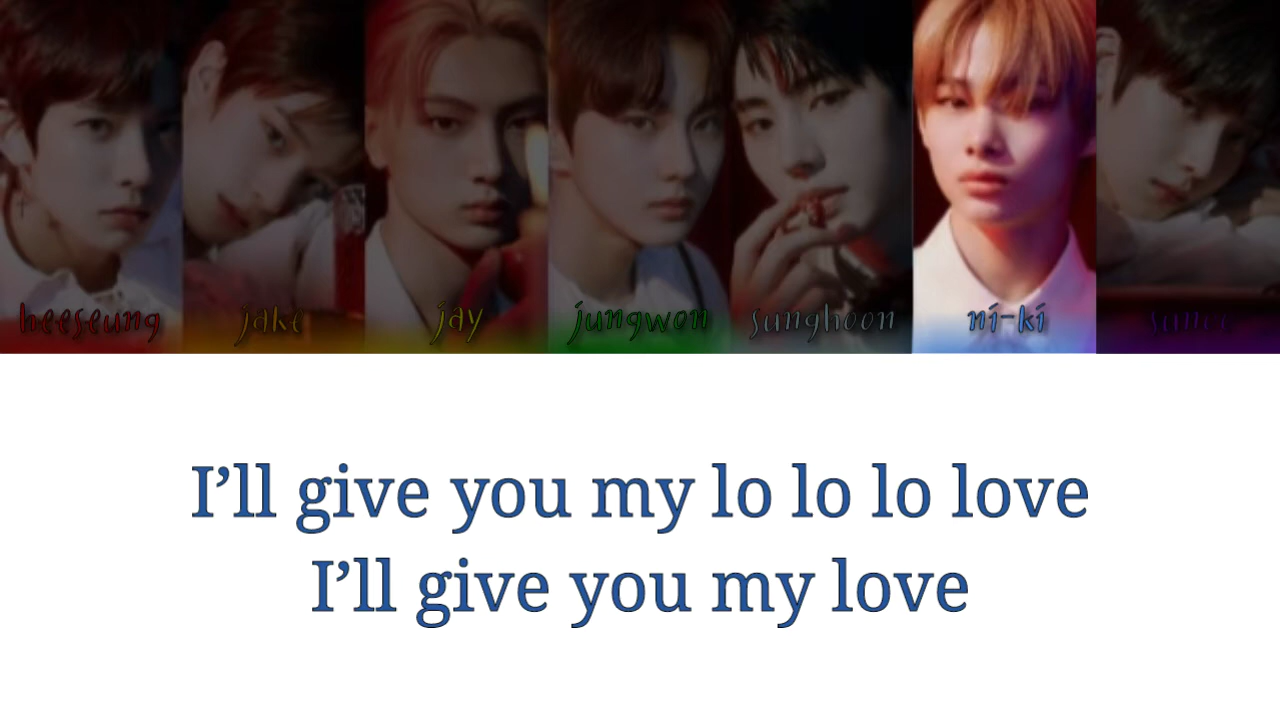 heeseung jake jay jungwon sunghoon ni-ki
I'll give you my lo lo lo love
I'll give you my love